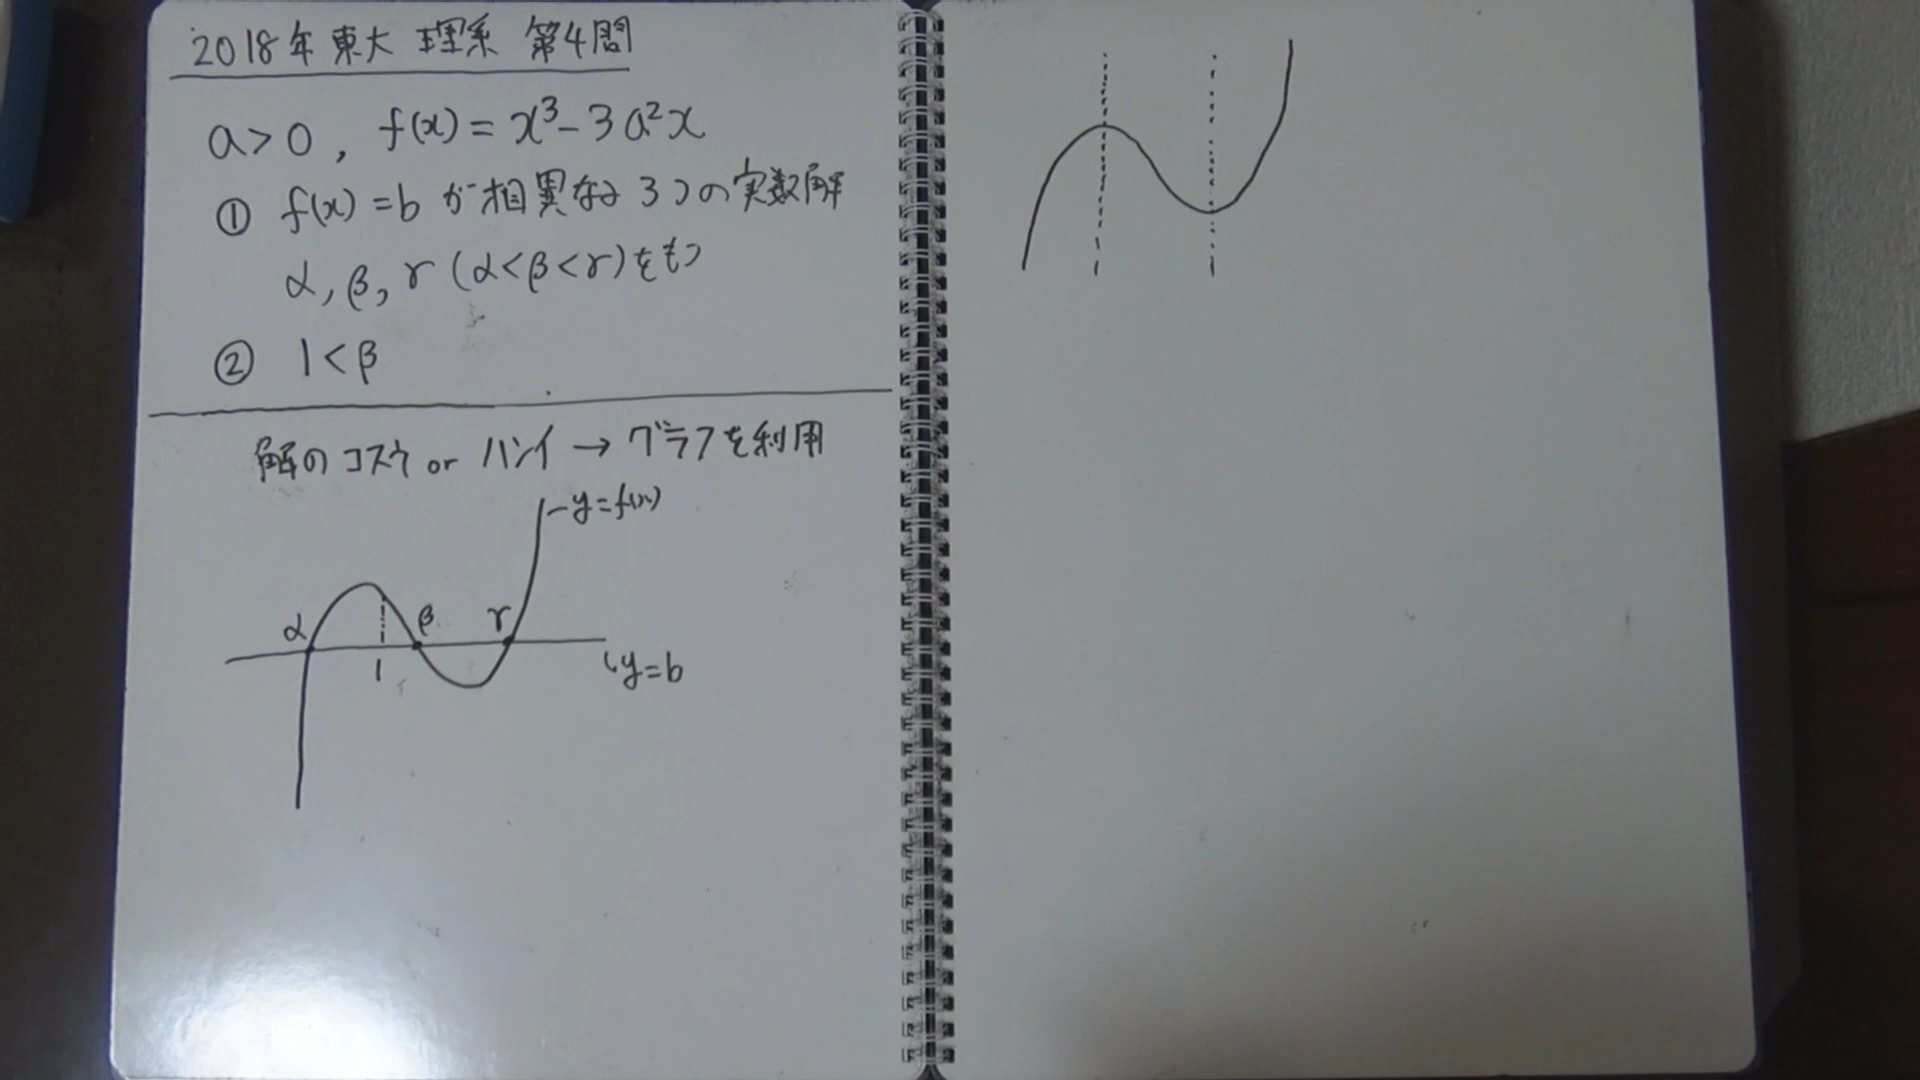 2018年 東大 理系 第4問
a>0, f(x)=x³-3a²x
① f(x)=b が相異なる3つの実数解
α, β, γ (α<β<γ)をもつ
② 1<β
解のコスウ or ハンイ → グラフを利用
y=f(x)
α β γ
1
y=b